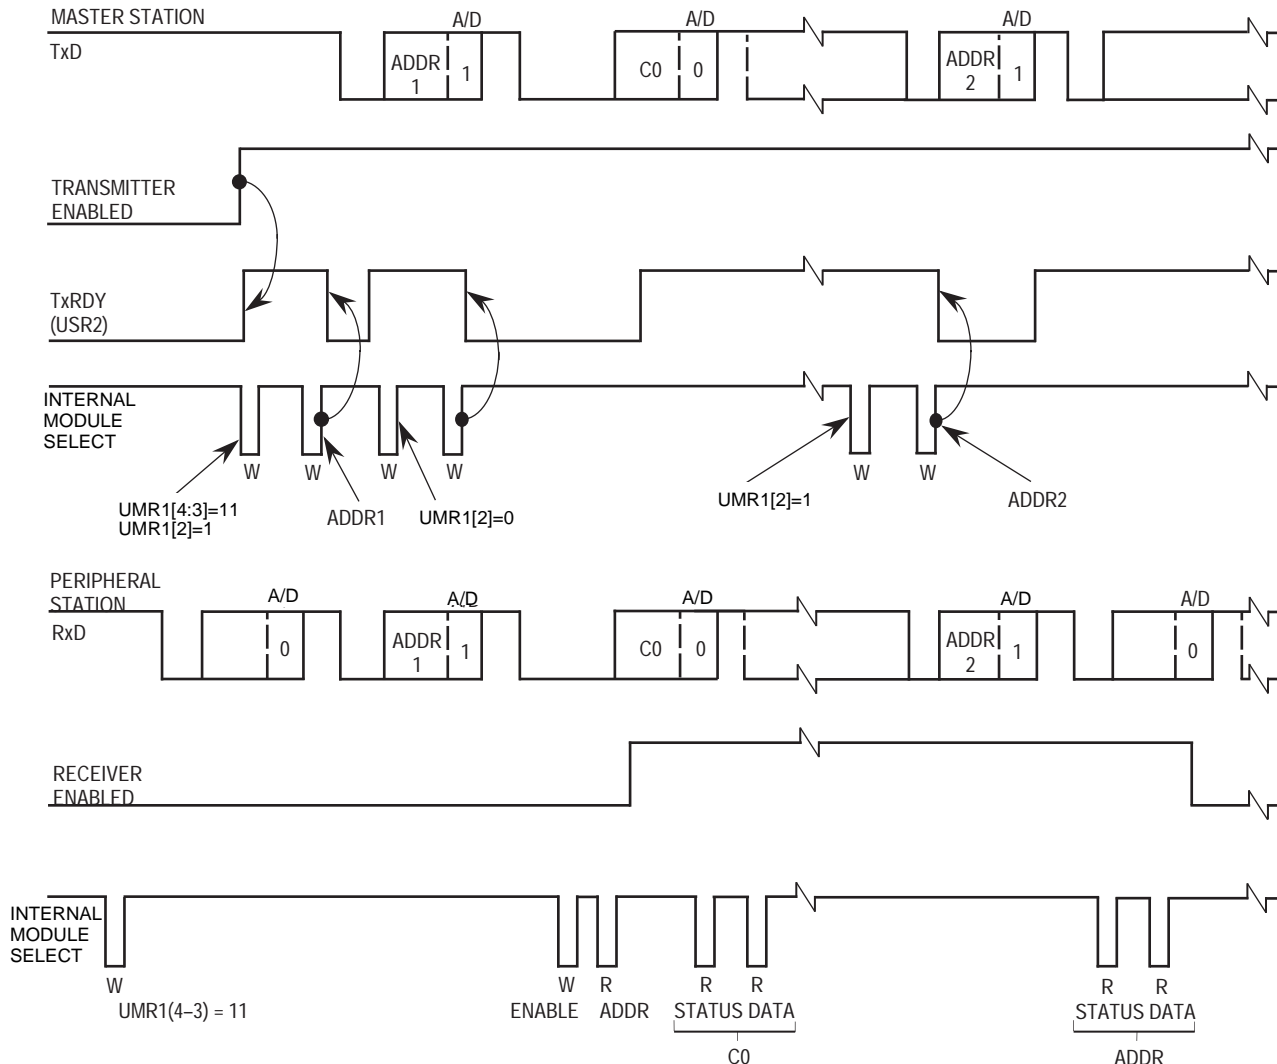 MASTER STATION
A/D A/D A/D
TxD
ADDR 1 1
C0 0
ADDR 2 1
TRANSMITTER
ENABLED
TxRDY
(USR2)
INTERNAL
MODULE
SELECT
W W W W W W
UMR1[4:3]=11
UMR1[2]=1
ADDR1
UMR1[2]=0
UMR1[2]=1
ADDR2
PERIPHERAL
STATION
A/D A/D A/D A/D A/D
RxD
0
ADDR 1 1
C0 0
ADDR 2 1
0
RECEIVER
ENABLED
INTERNAL
MODULE
SELECT
W W R R R R R
UMR1(4–3) = 11
ENABLE ADDR STATUS DATA STATUS DATA
C0 ADDR